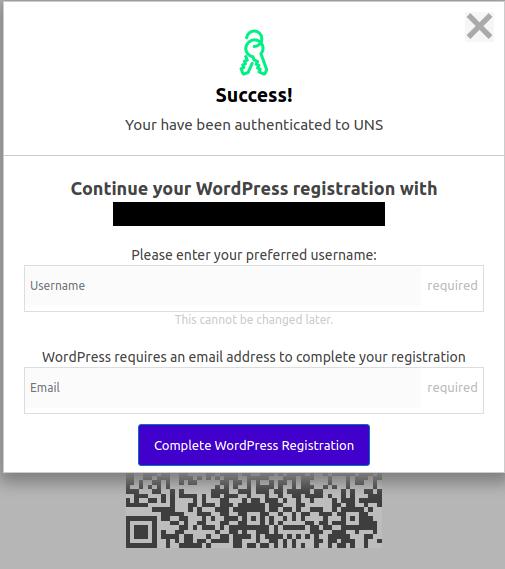 Success!
Your have been authenticated to UNS
Continue your WordPress registration with
Please enter your preferred username:
Username required
This cannot be changed later.
WordPress requires an email address to complete your registration
Email required
Complete WordPress Registration